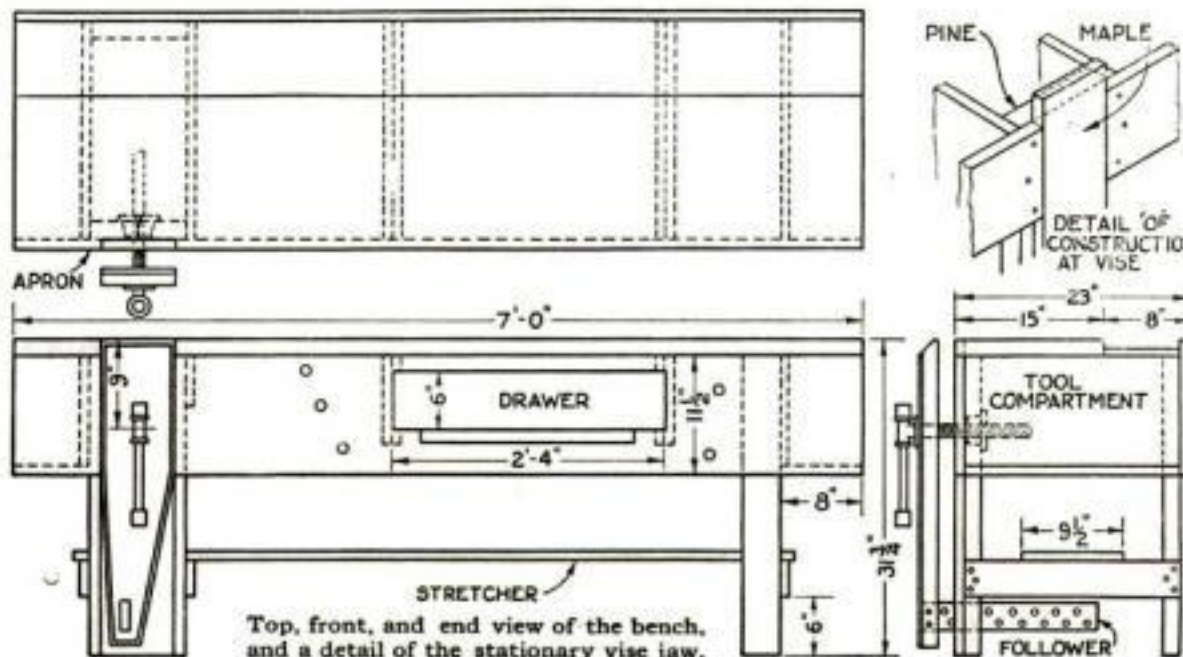 PINE
MAPLE
DETAIL OF
CONSTRUCTIO
AT VISE
APRON
7'-0"
23"
15"
8"
9"
6"
DRAWER
11½"
TOOL
COMPARTMENT
2'-4"
8"
31¾"
9½"
STRETCHER
6"
FOLLOWER
Top, front, and end view of the bench,
and a detail of the stationary vise jaw.